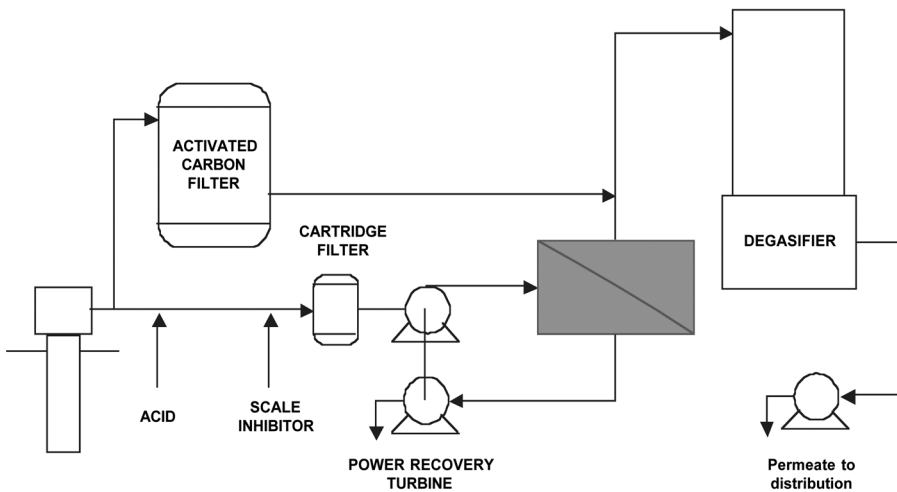 ACTIVATED
CARBON
FILTER
CARTRIDGE
FILTER
DEGASIFIER
ACID
SCALE
INHIBITOR
POWER RECOVERY
TURBINE
Permeate to
distribution